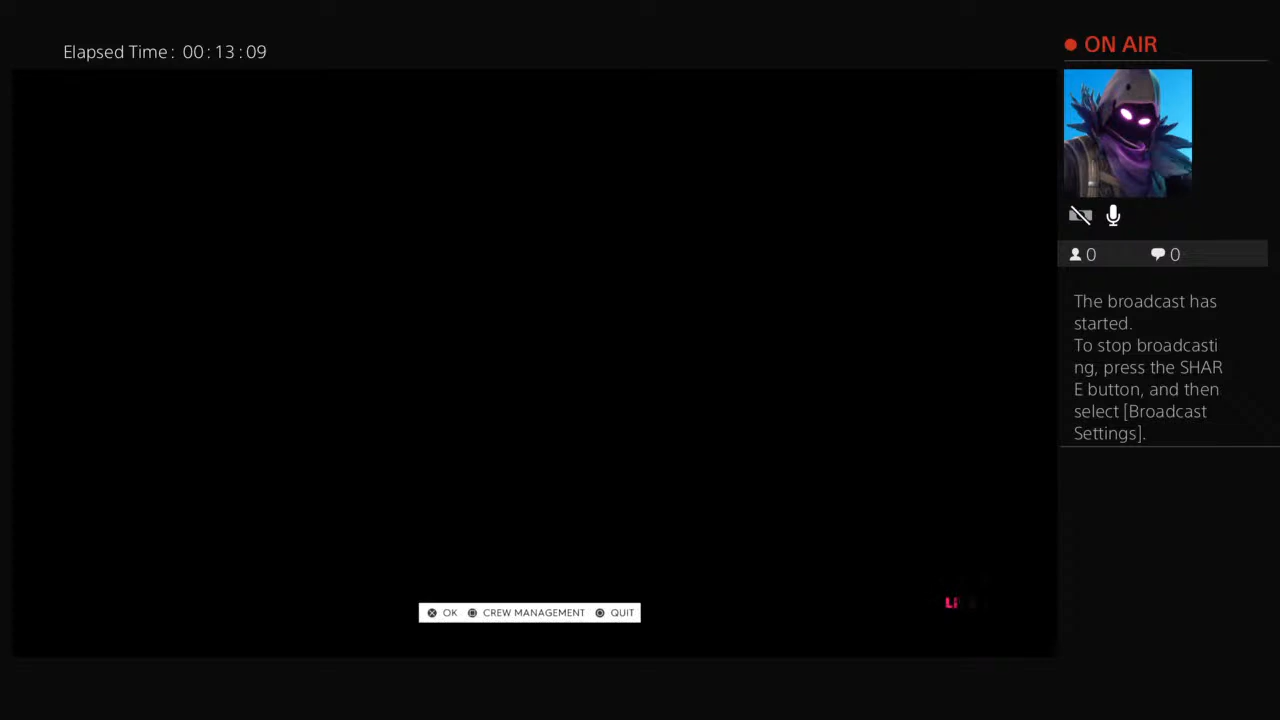 Elapsed Time: 00:13:09
ON AIR
0 0
The broadcast has
started.
To stop broadcasti
ng, press the SHAR
E button, and then
select [Broadcast
Settings].
OK CREW MANAGEMENT QUIT